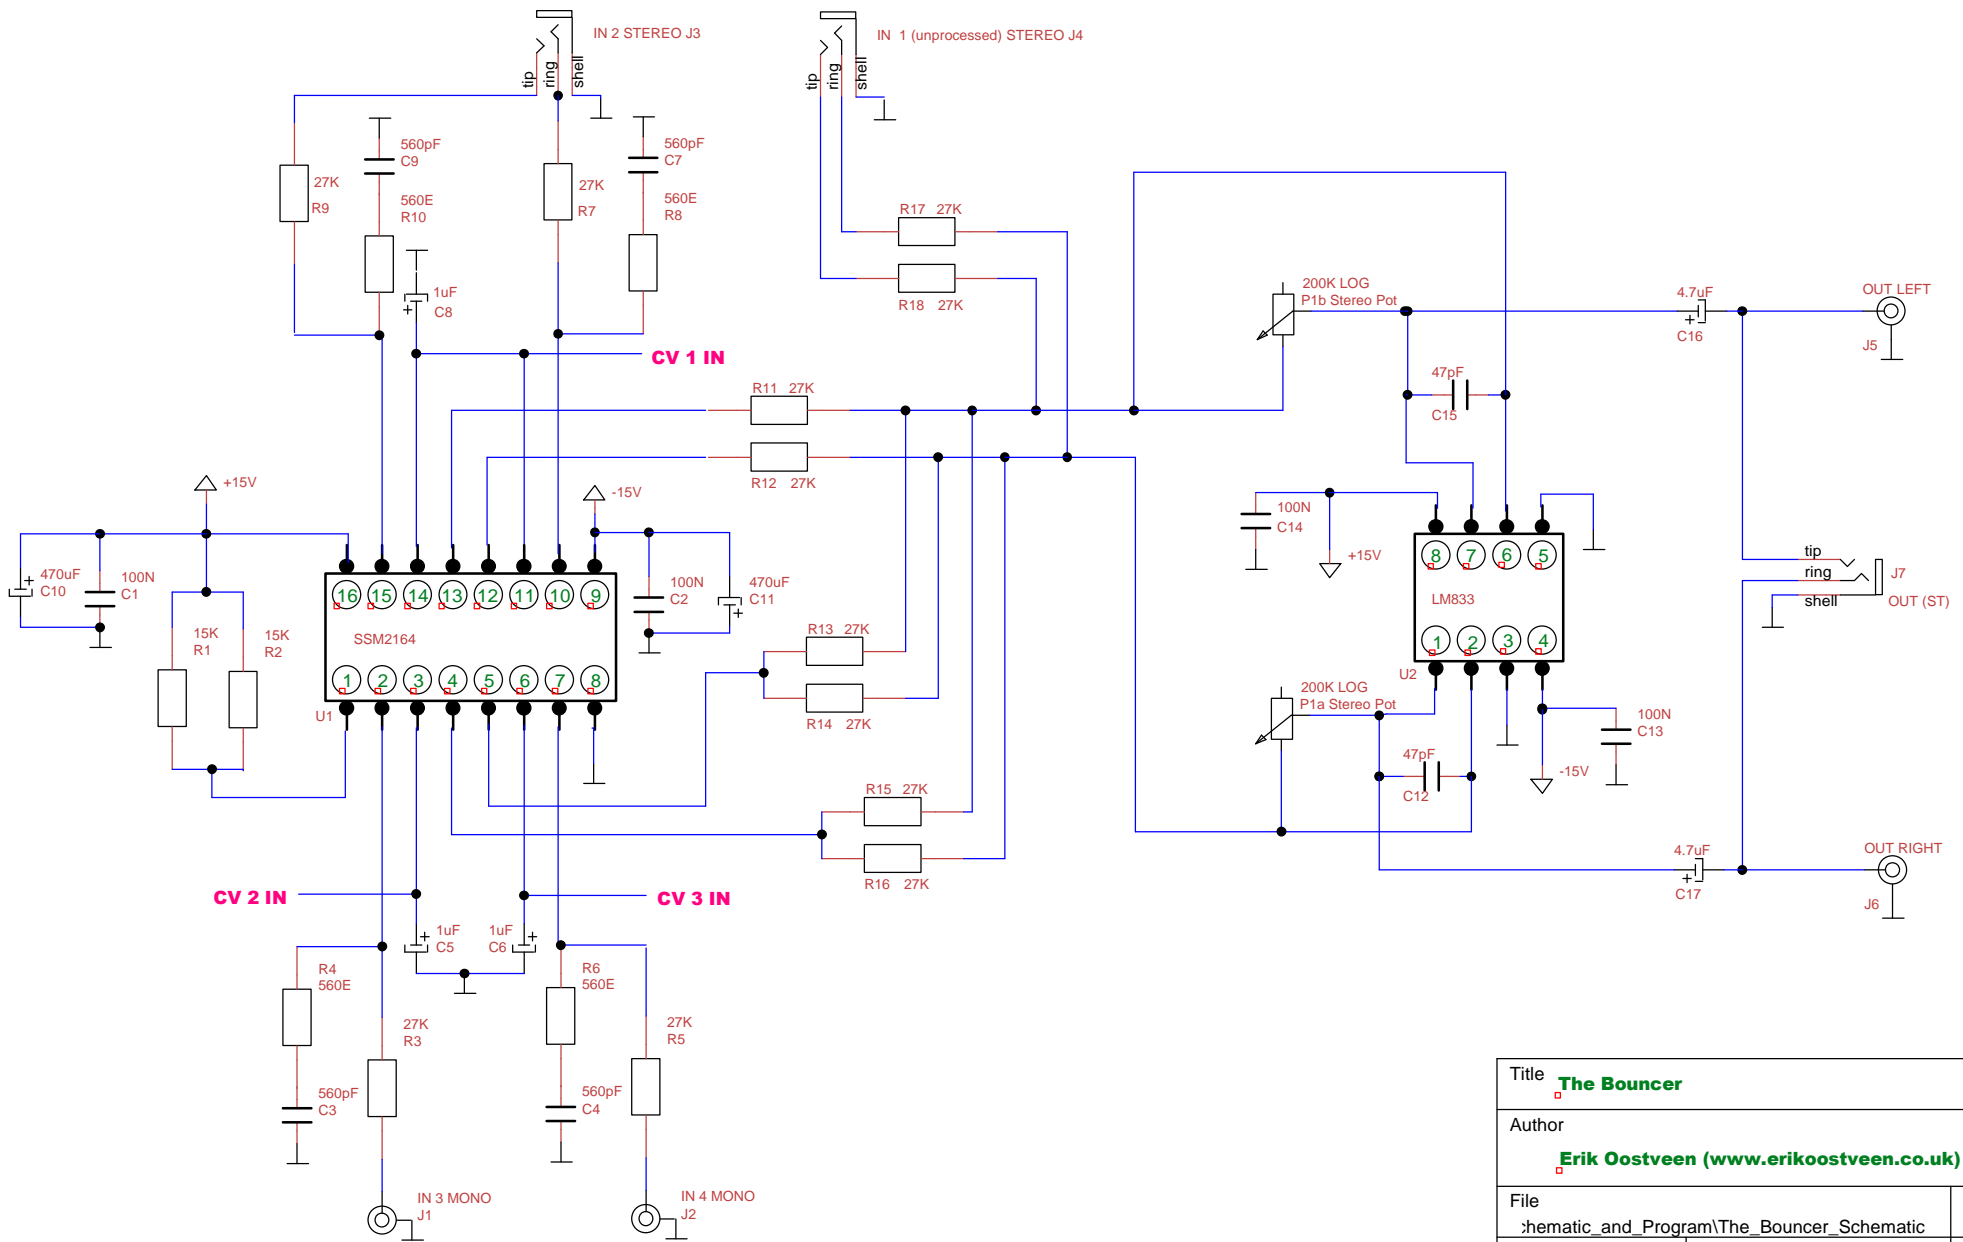 IN 2 STEREO J3
tip
ring
shell
IN 1 (unprocessed) STEREO J4
tip
ring
shell
560pF
C9
560pF
C7
27K
R9
560E
R10
27K
R7
560E
R8
R17 27K
R18 27K
1uF
C8
CV 1 IN
200K LOG
P1b Stereo Pot
4.7uF
C16
OUT LEFT
J5
R11 27K
R12 27K
47pF
C15
+15V
-15V
100N
C14
+15V
470uF
C10
100N
C1
100N
C2
470uF
C11
16
15
14
13
12
11
10
9
SSM2164
1
2
3
4
5
6
7
8
U1
15K
R1
15K
R2
8
7
6
5
LM833
1
2
3
4
U2
tip
ring
shell
J7
OUT (ST)
R13 27K
R14 27K
200K LOG
P1a Stereo Pot
47pF
C12
100N
C13
-15V
R15 27K
R16 27K
4.7uF
C17
OUT RIGHT
J6
CV 2 IN
CV 3 IN
1uF
C5
1uF
C6
R4
560E
R6
560E
27K
R3
27K
R5
560pF
C3
560pF
C4
IN 3 MONO
J1
IN 4 MONO
J2
Title
The Bouncer
Author
Erik Oostveen (www.erikoostveen.co.uk)
File
hematic_and_Program\The_Bouncer_Schematic